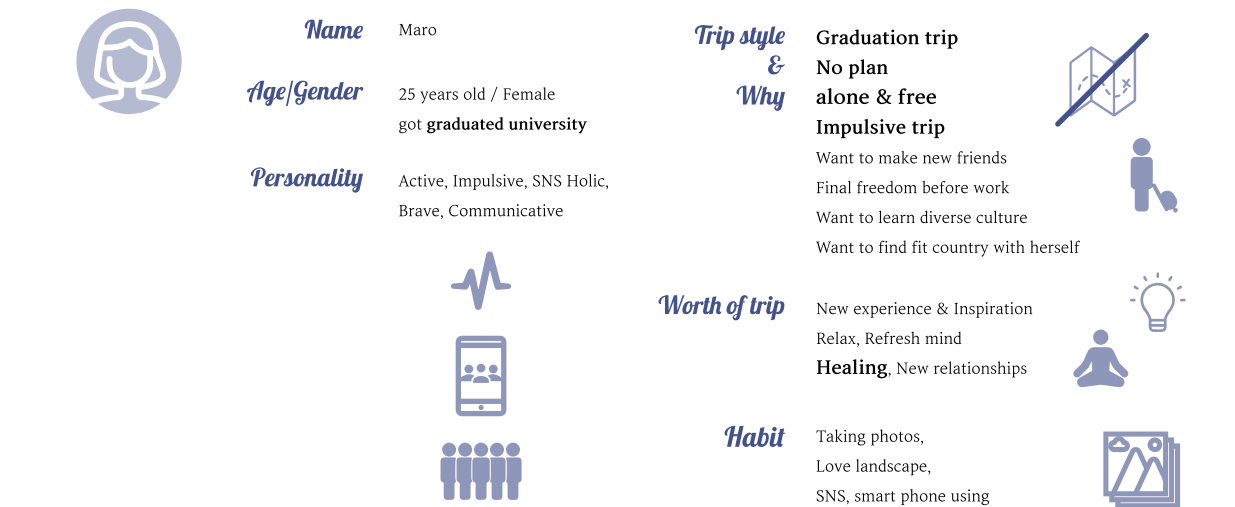 Name
Maro
Age/Gender
25 years old / Female
got graduated university
Personality
Active, Impulsive, SNS Holic,
Brave, Communicative
Trip style
&
Why
Graduation trip
No plan
alone & free
Impulsive trip
Want to make new friends
Final freedom before work
Want to learn diverse culture
Want to find fit country with herself
Worth of trip
New experience & Inspiration
Relax, Refresh mind
Healing, New relationships
Habit
Taking photos,
Love landscape,
SNS, smart phone using